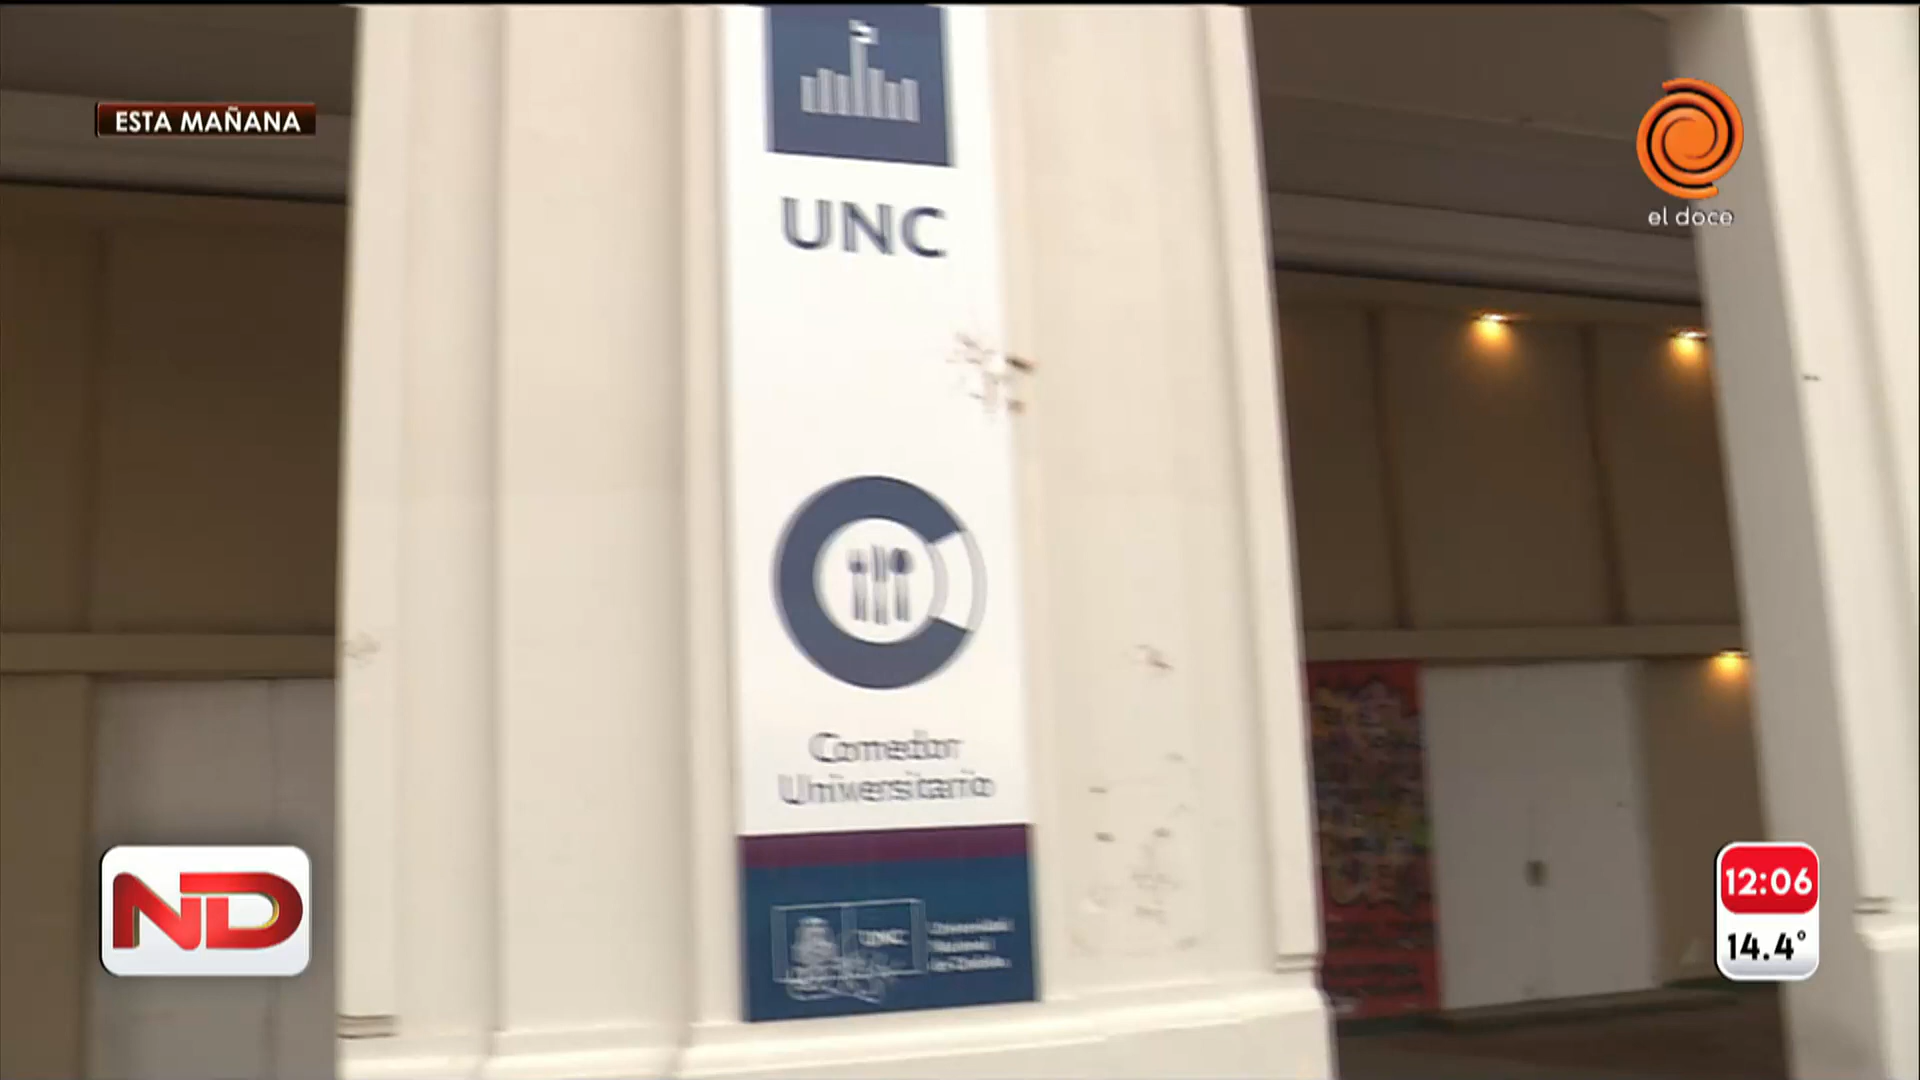 ESTA MAÑANA
el doce
UNC
Comedor
Universitario
UNC
ND
12:06
14.4°